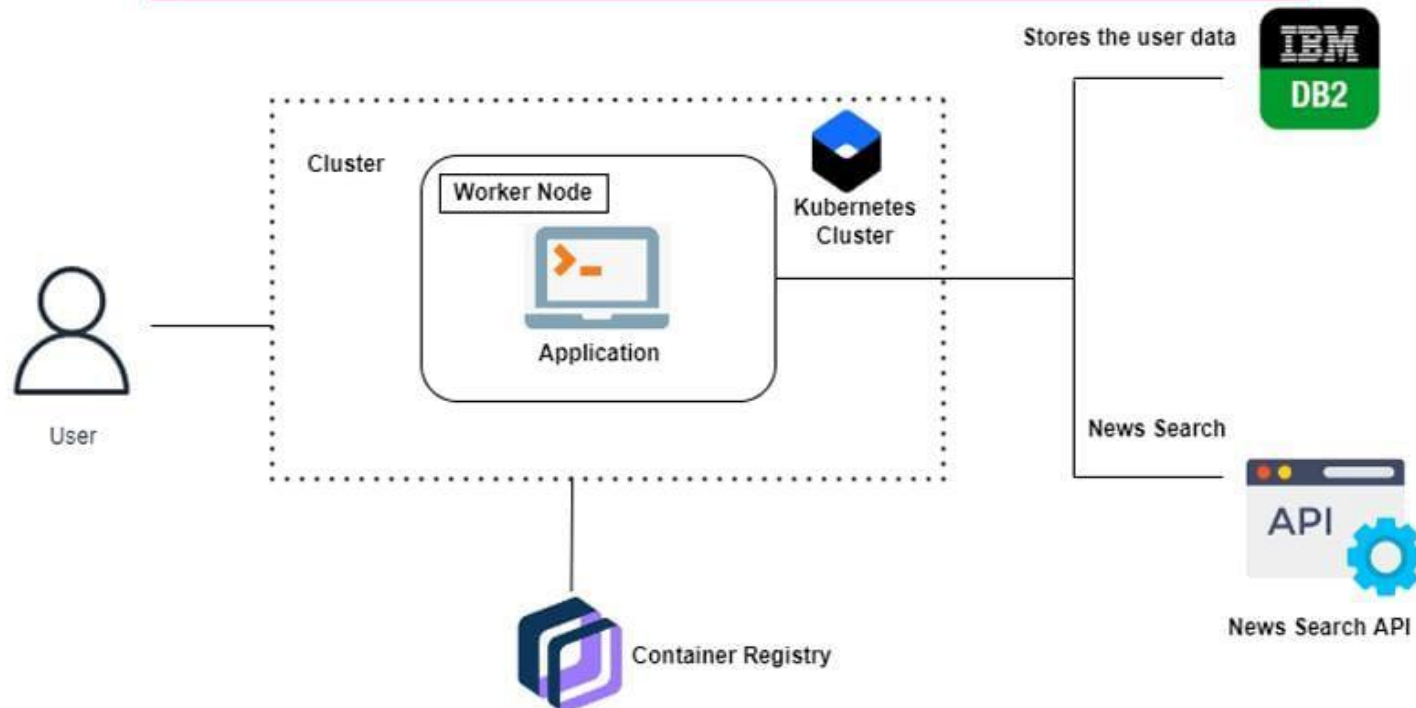 Stores the user data
IBM
DB2
Cluster
Worker Node
Kubernetes
Cluster
Application
User
News Search
API
News Search API
Container Registry